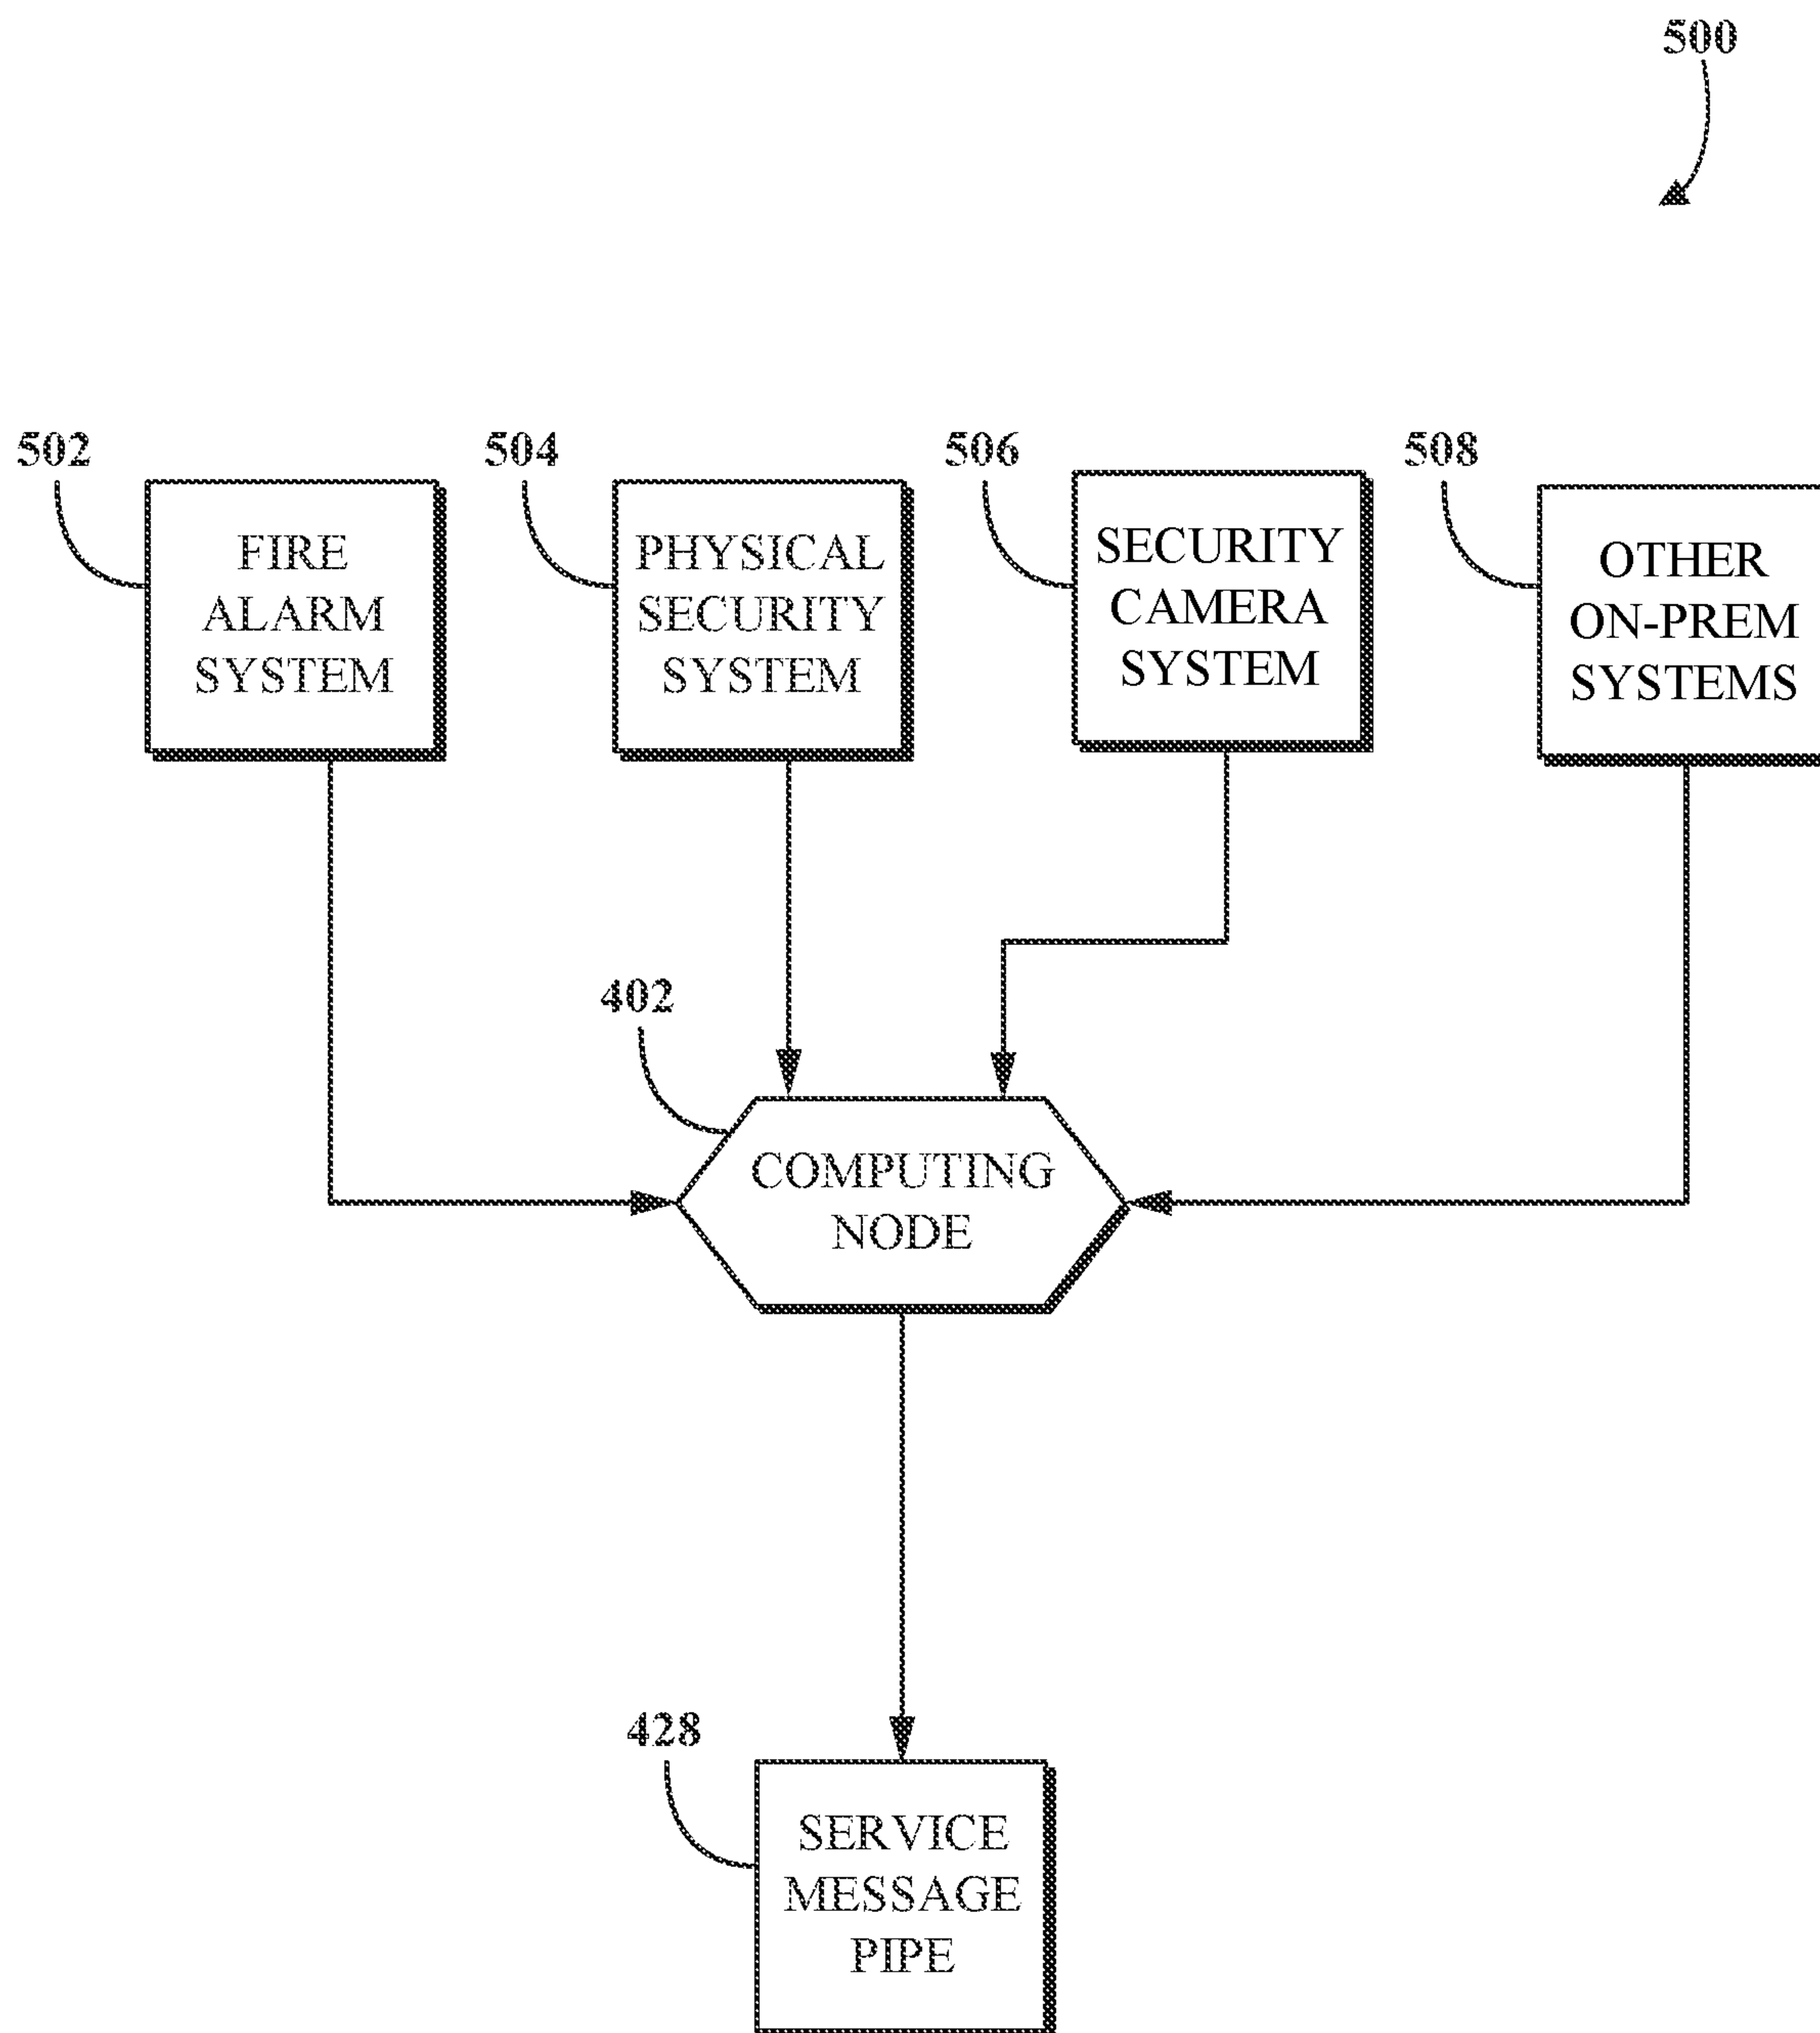 500
502
FIRE
ALARM
SYSTEM
504
PHYSICAL
SECURITY
SYSTEM
506
SECURITY
CAMERA
SYSTEM
508
OTHER
ON-PREM
SYSTEMS
402
COMPUTING
NODE
428
SERVICE
MESSAGE
PIPE